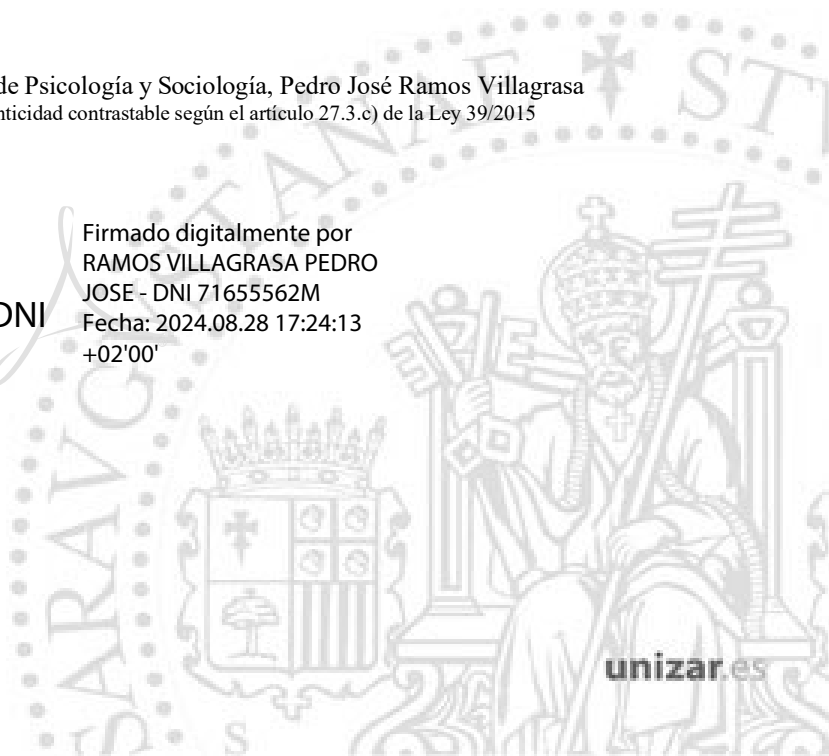 de Psicología y Sociología, Pedro José Ramos Villagrasa
nticidad contrastable según el artículo 27.3.c) de la Ley 39/2015
Firmado digitalmente por
RAMOS VILLAGRASA PEDRO
JOSE - DNI 71655562M
DNI
Fecha: 2024.08.28 17:24:13
+02'00'
unizar.es